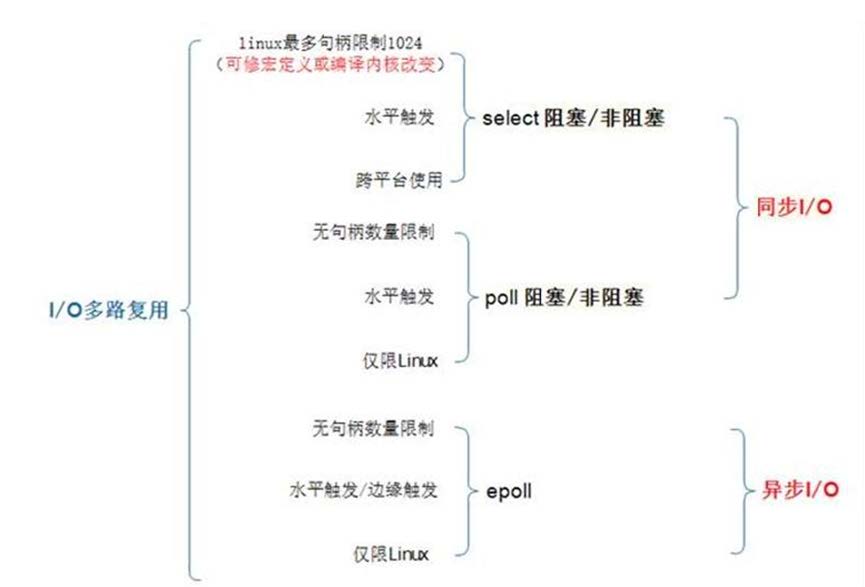 linux最多句柄限制1024
（可修宏定义或编译内核改变）
水平触发
select 阻塞/非阻塞
跨平台使用
同步I/O
无句柄数量限制
水平触发
poll 阻塞/非阻塞
I/O多路复用
仅限Linux
无句柄数量限制
水平触发/边缘触发
epoll
异步I/O
仅限Linux